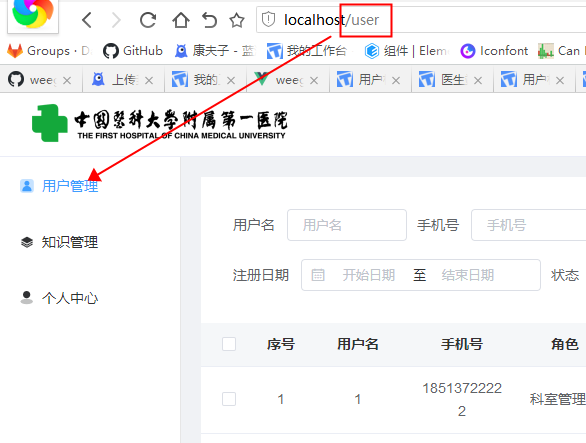 localhost/user
Groups · D
GitHub
康夫子 - 蓝
我的工作台
组件 | Elem
Iconfont
Can I
weeg
上传
我的
weeg
用户
医生
用户
中国医科大学附属第一医院
THE FIRST HOSPITAL OF CHINA MEDICAL UNIVERSITY
用户管理
知识管理
个人中心
用户名 用户名 手机号 手机号
注册日期 开始日期 至 结束日期 状态
序号 用户名 手机号 角色
1 1 1851372222
2 科室管理